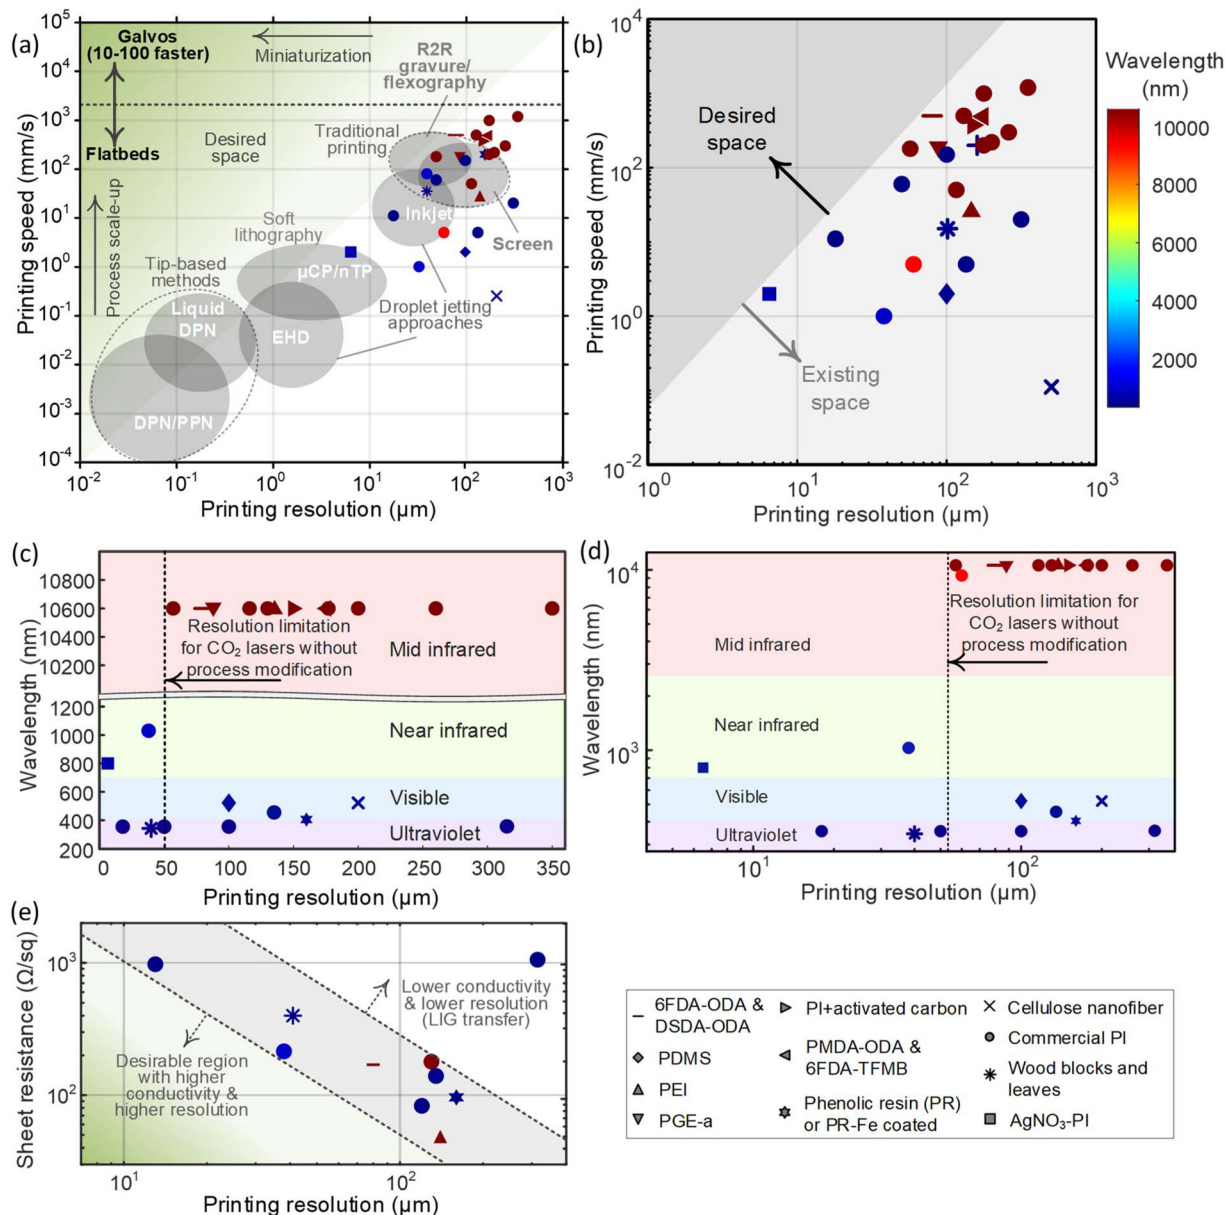 (a)
10⁵
10⁴
10³
10²
10¹
10⁰
10⁻¹
10⁻²
10⁻³
10⁻⁴
Printing speed (mm/s)
Galvos
(10-100 faster)
Miniaturization
R2R
gravure/
flexography
Flatbeds
Desired
space
Traditional
printing
Process scale-up
Soft
lithography
Inkjet
Screen
Tip-based
methods
µCP/nTP
Liquid
DPN
Droplet jetting
approaches
EHD
DPN/PPN
10⁻²
10⁻¹
10⁰
10¹
10²
10³
Printing resolution (µm)
(b)
10⁴
10²
10⁰
10⁻²
Printing speed (mm/s)
Desired
space
Existing
space
10⁰
10¹
10²
10³
Printing resolution (µm)
Wavelength
(nm)
10000
8000
6000
4000
2000
(c)
10800
10600
10400
10200
1200
1000
800
600
400
200
Wavelength (nm)
Resolution limitation
for CO₂ lasers without
process modification
Mid infrared
Near infrared
Visible
Ultraviolet
0 50 100 150 200 250 300 350
Printing resolution (µm)
(d)
10⁴
10³
Wavelength (nm)
Resolution limitation for
CO₂ lasers without
process modification
Mid infrared
Near infrared
Visible
Ultraviolet
10¹
10²
Printing resolution (µm)
(e)
10³
10²
Sheet resistance (Ω/sq)
Lower conductivity
& lower resolution
(LIG transfer)
Desirable region
with higher
conductivity &
higher resolution
10¹
10²
Printing resolution (µm)
6FDA-ODA &
DSDA-ODA
PDMS
PEI
PGE-a
PI+activated carbon
PMDA-ODA &
6FDA-TFMB
Phenolic resin (PR)
or PR-Fe coated
Cellulose nanofiber
Commercial PI
Wood blocks and
leaves
AgNO₃-PI